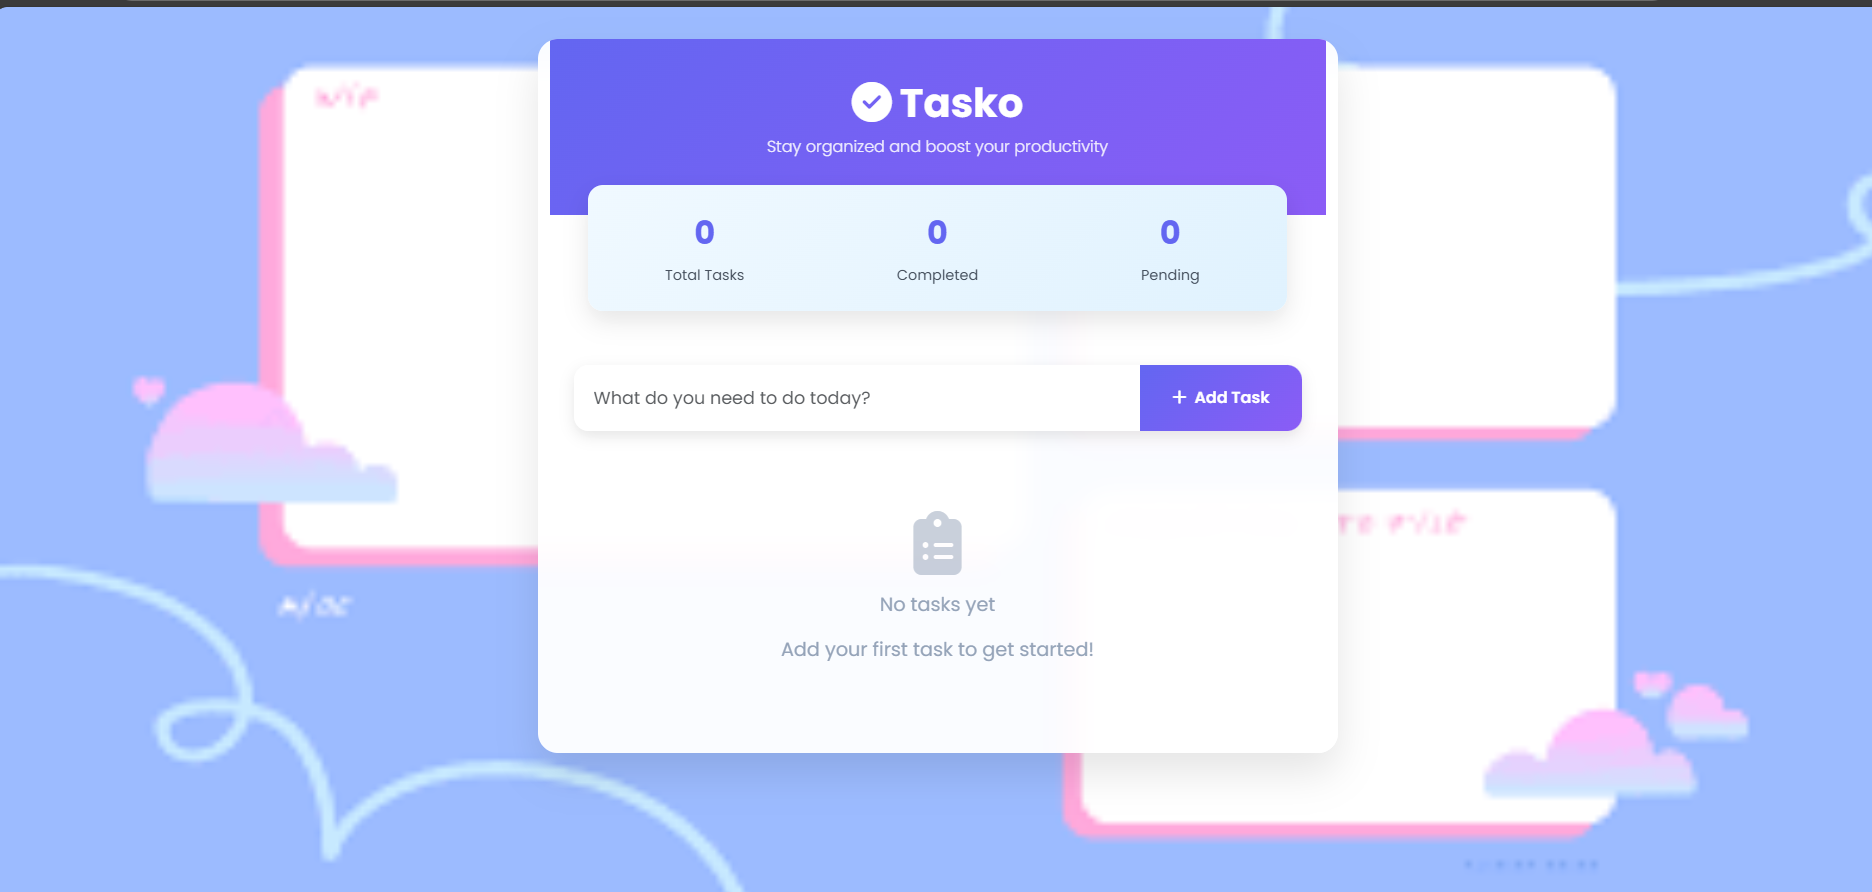 Tasko
Stay organized and boost your productivity
0 0 0
Total Tasks Completed Pending
What do you need to do today?
+ Add Task
No tasks yet
Add your first task to get started!